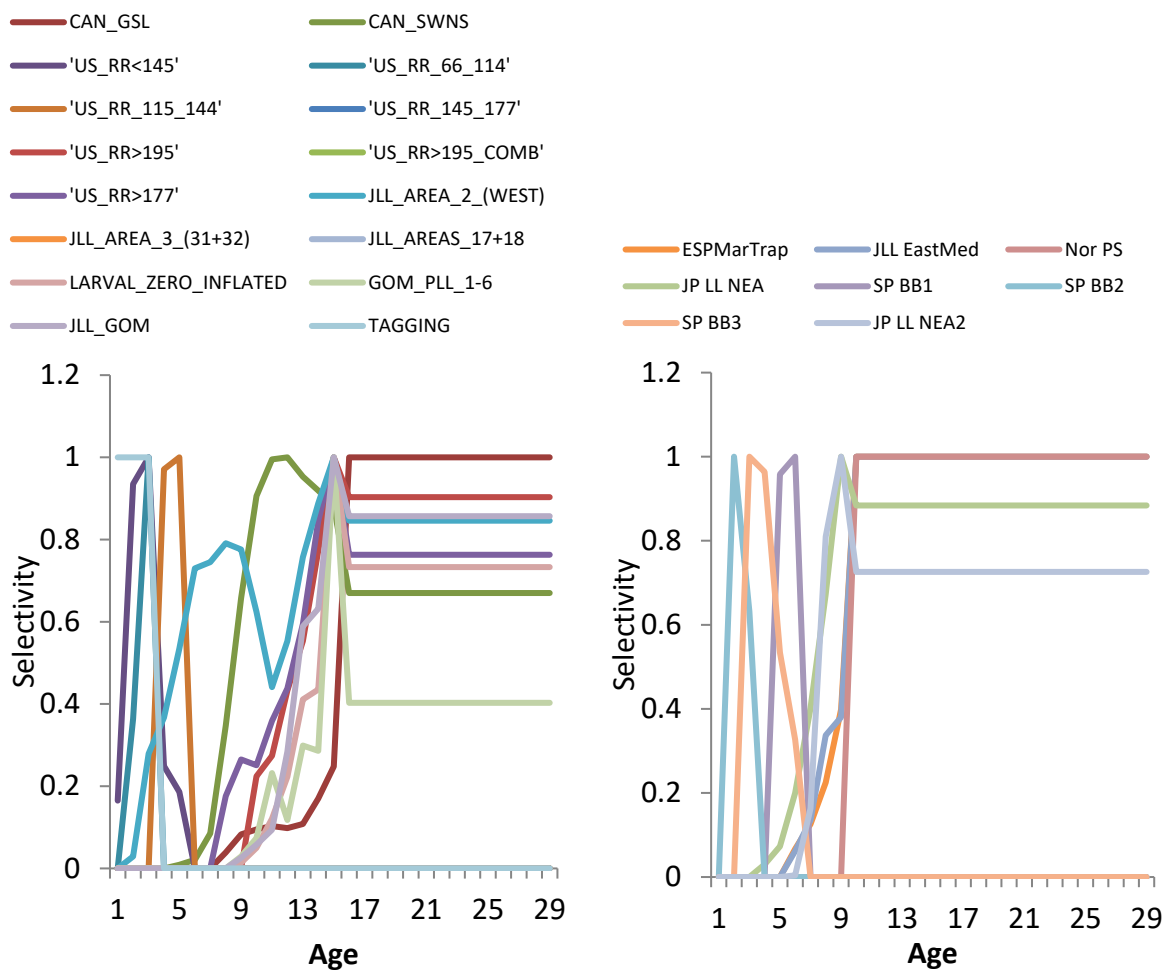 CAN_GSL CAN_SWNS
'US_RR<145' 'US_RR_66_114'
'US_RR_115_144' 'US_RR_145_177'
'US_RR>195' 'US_RR>195_COMB'
'US_RR>177' JLL_AREA_2_(WEST)
JLL_AREA_3_(31+32) JLL_AREAS_17+18
LARVAL_ZERO_INFLATED GOM_PLL_1-6
JLL_GOM TAGGING
1.2
1
0.8
0.6
0.4
0.2
0
Selectivity
1 5 9 13 17 21 25 29
Age
ESPMarTrap JLL EastMed Nor PS
JP LL NEA SP BB1 SP BB2
SP BB3 JP LL NEA2
1.2
1
0.8
0.6
0.4
0.2
0
Selectivity
1 5 9 13 17 21 25 29
Age